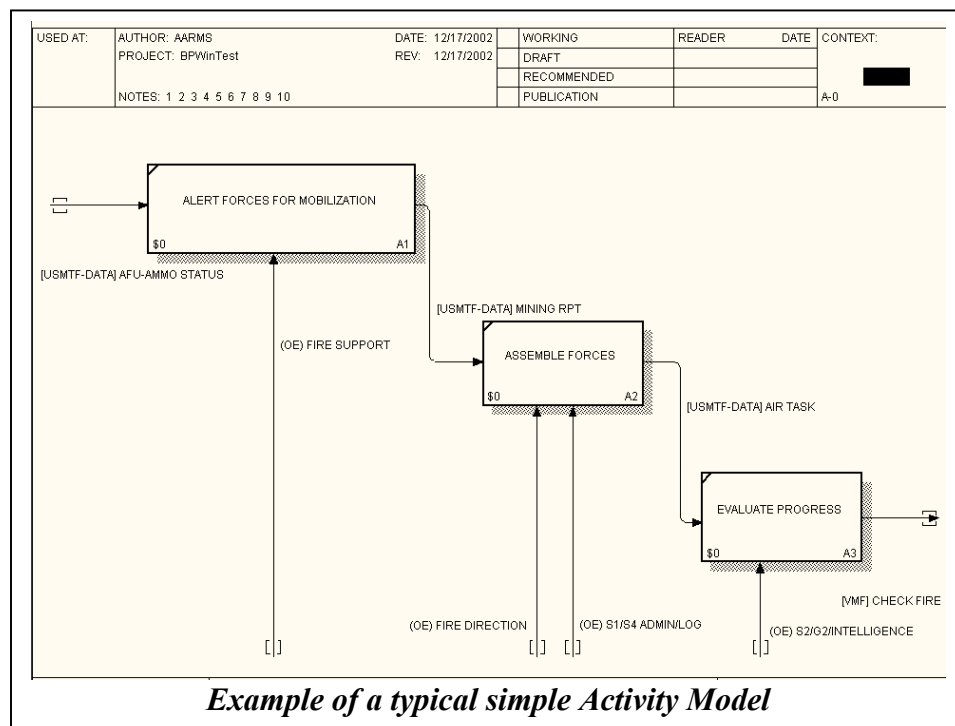 USED AT:
AUTHOR: AARMS
DATE: 12/17/2002
WORKING
READER
DATE
CONTEXT:
PROJECT: BPWinTest
REV: 12/17/2002
DRAFT
RECOMMENDED
NOTES: 1 2 3 4 5 6 7 8 9 10
PUBLICATION
A-0
ALERT FORCES FOR MOBILIZATION
$0
A1
[USMTF-DATA] AFU-AMMO STATUS
[USMTF-DATA] MINING RPT
(OE) FIRE SUPPORT
ASSEMBLE FORCES
$0
A2
[USMTF-DATA] AIR TASK
EVALUATE PROGRESS
$0
A3
[VMF] CHECK FIRE
(OE) FIRE DIRECTION
(OE) S1/S4 ADMIN/LOG
(OE) S2/G2/INTELLIGENCE
Example of a typical simple Activity Model